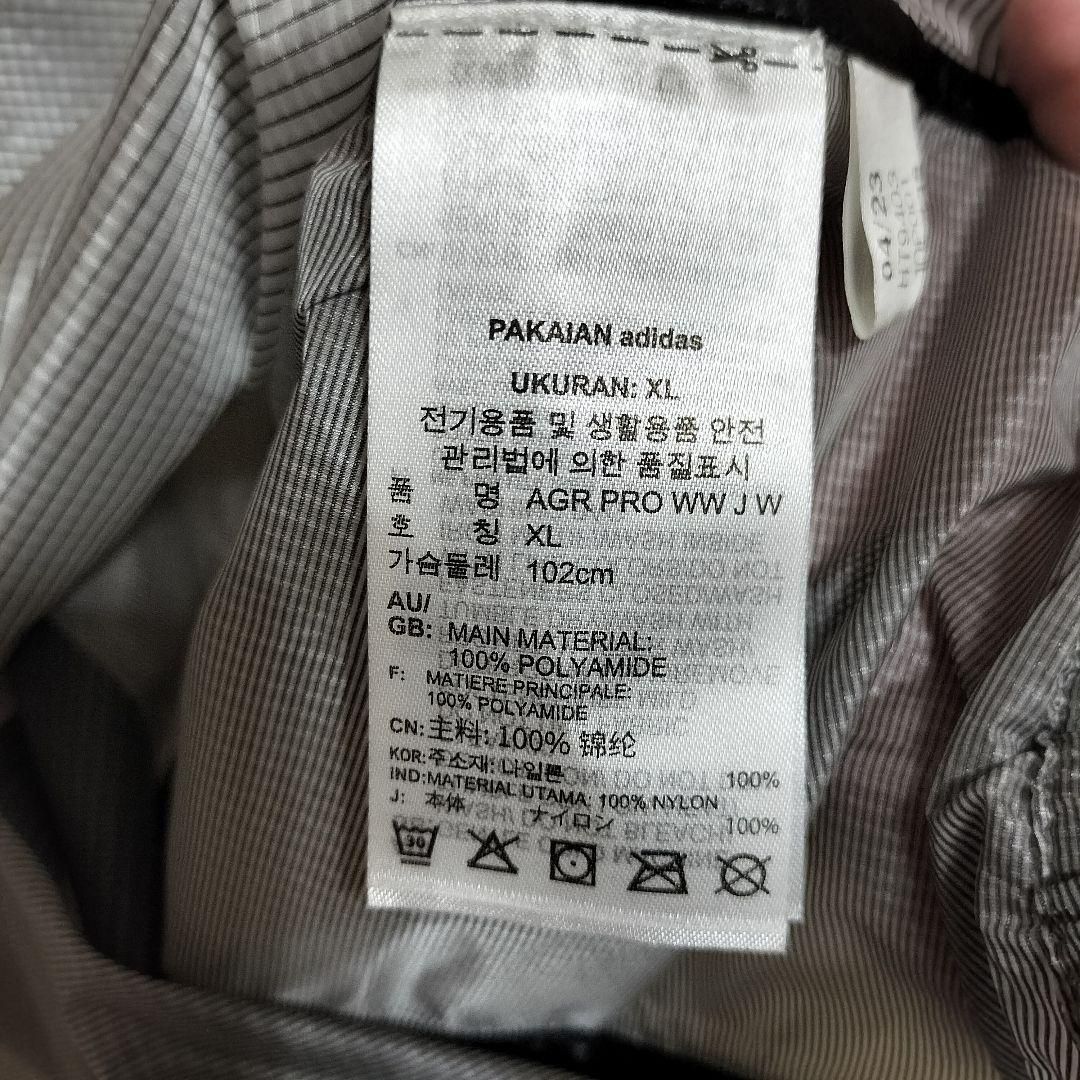 PAKAIAN adidas
UKURAN: XL
전기용품 및 생활용품 안전
관리법에 의한 품질표시
품 명 AGR PRO WW J W
호 칭 XL
가슴둘레 102cm
AU/
GB: MAIN MATERIAL:
100% POLYAMIDE
F: MATIERE PRINCIPALE:
100% POLYAMIDE
CN: 主料: 100% 锦纶
KOR: 주소재: 나일론 100%
IND: MATERIAL UTAMA: 100% NYLON
J: 本体 ナイロン 100%
30
04/23
HT9403